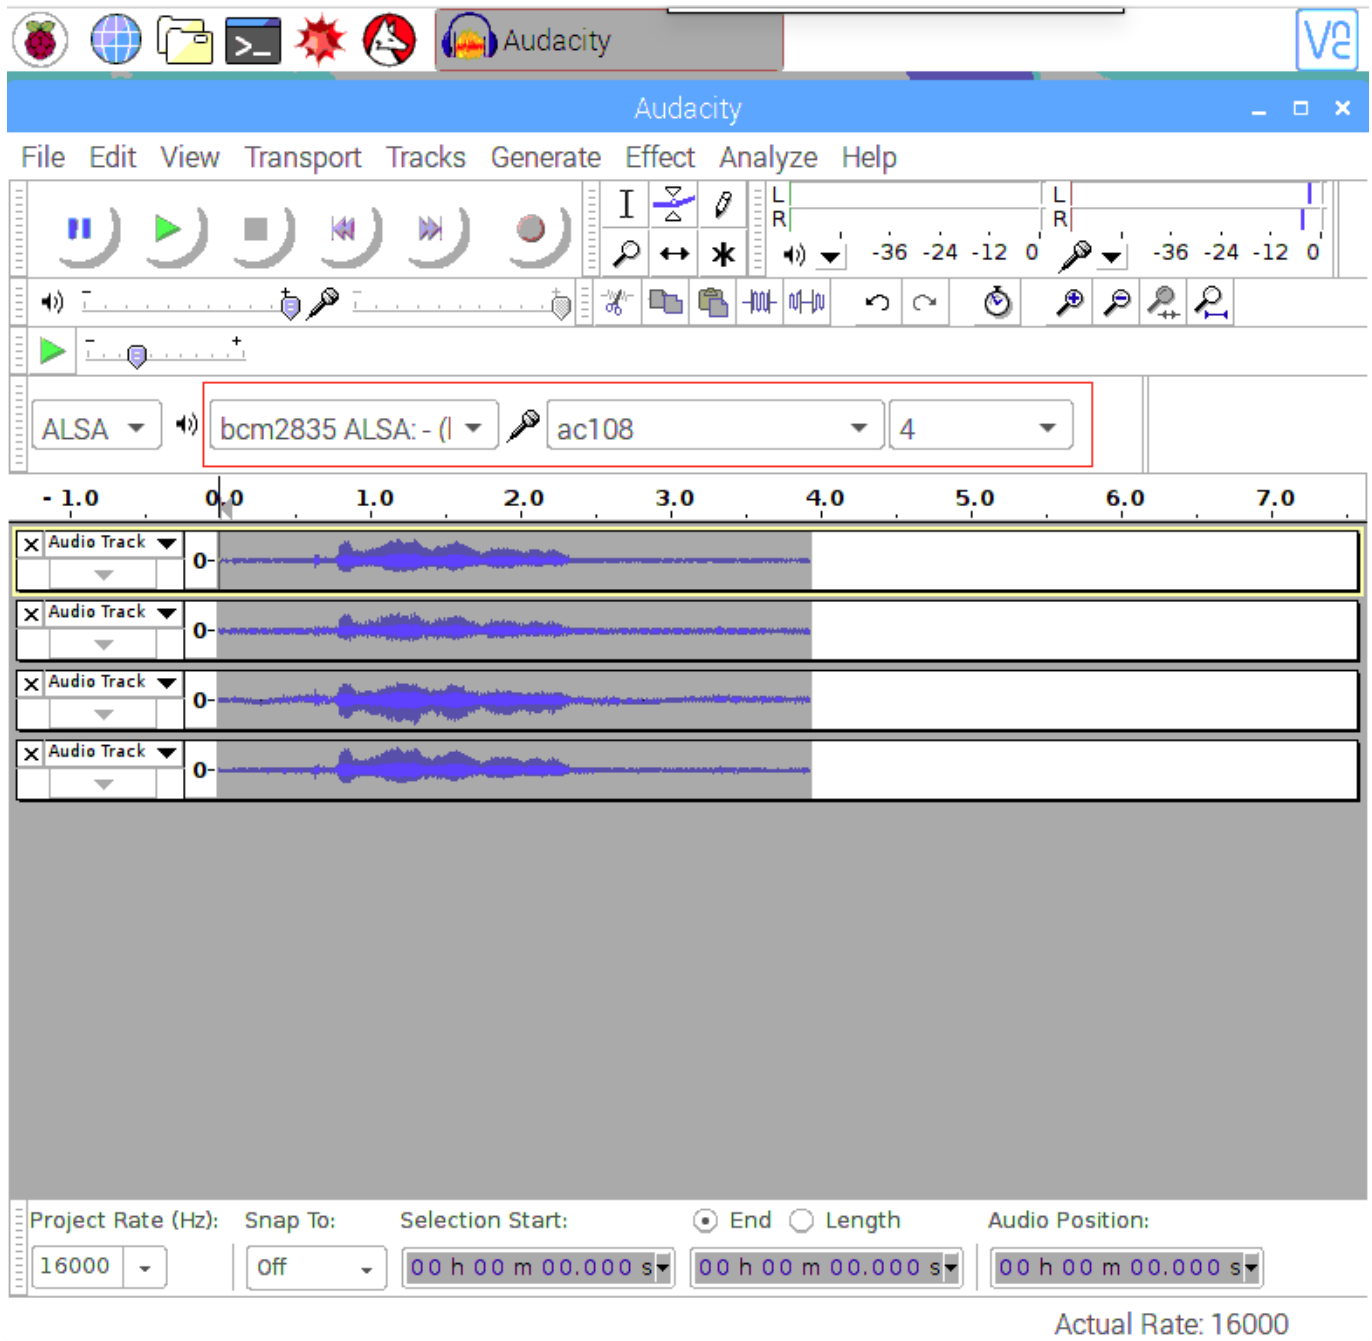 Audacity
Audacity
File Edit View Transport Tracks Generate Effect Analyze Help
L L
R R
-36 -24 -12 0 -36 -24 -12 0
- + -
- +
ALSA bcm2835 ALSA: - (l ac108 4
- 1.0 0.0 1.0 2.0 3.0 4.0 5.0 6.0 7.0
X Audio Track
0-
X Audio Track
0-
X Audio Track
0-
X Audio Track
0-
Project Rate (Hz): Snap To: Selection Start: End Length Audio Position:
16000 Off 00 h 00 m 00.000 s 00 h 00 m 00.000 s 00 h 00 m 00.000 s
Actual Rate: 16000